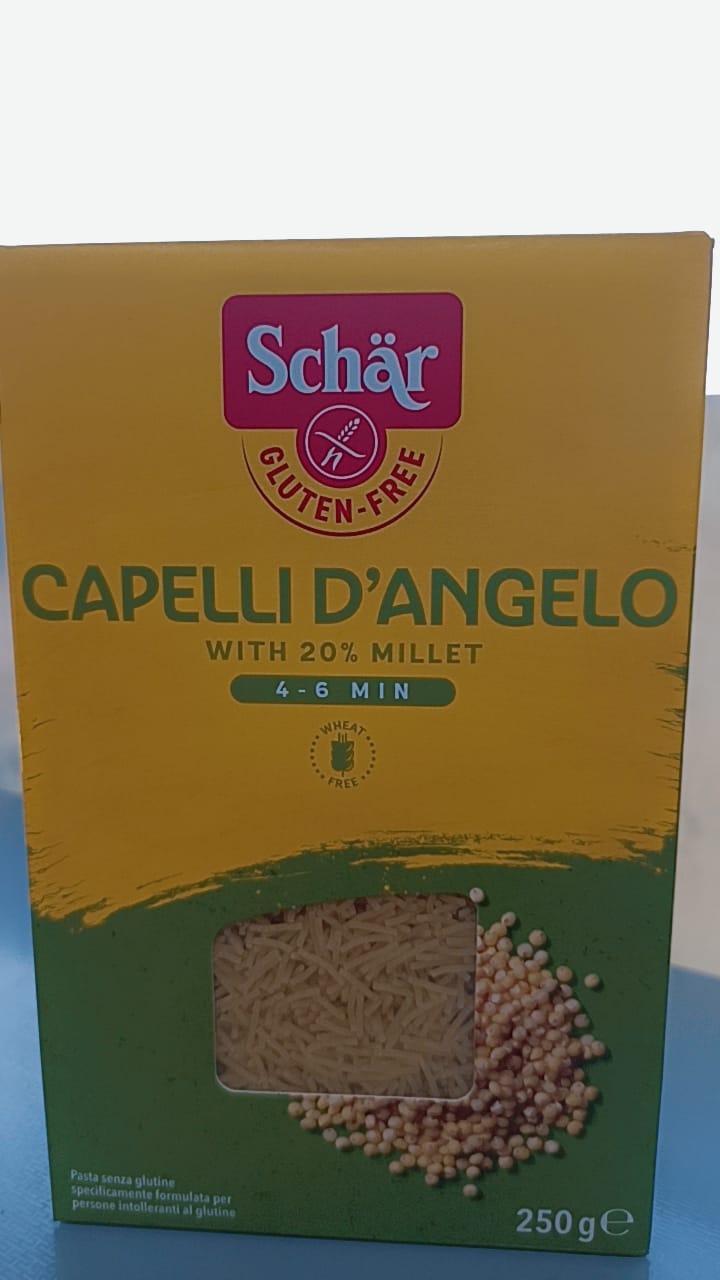 Schär
GLUTEN-FREE
CAPELLI D'ANGELO
WITH 20% MILLET
4-6 MIN
WHEAT
FREE
Pasta senza glutine
specificamente formulata per
persone intolleranti al glutine
250 g ℮